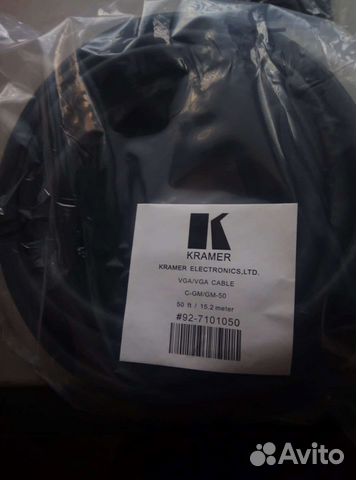 K
KRAMER
KRAMER ELECTRONICS,LTD.
VGA/VGA CABLE
C-GM/GM-50
50 ft / 15.2 meter
#92-7101050
Avito